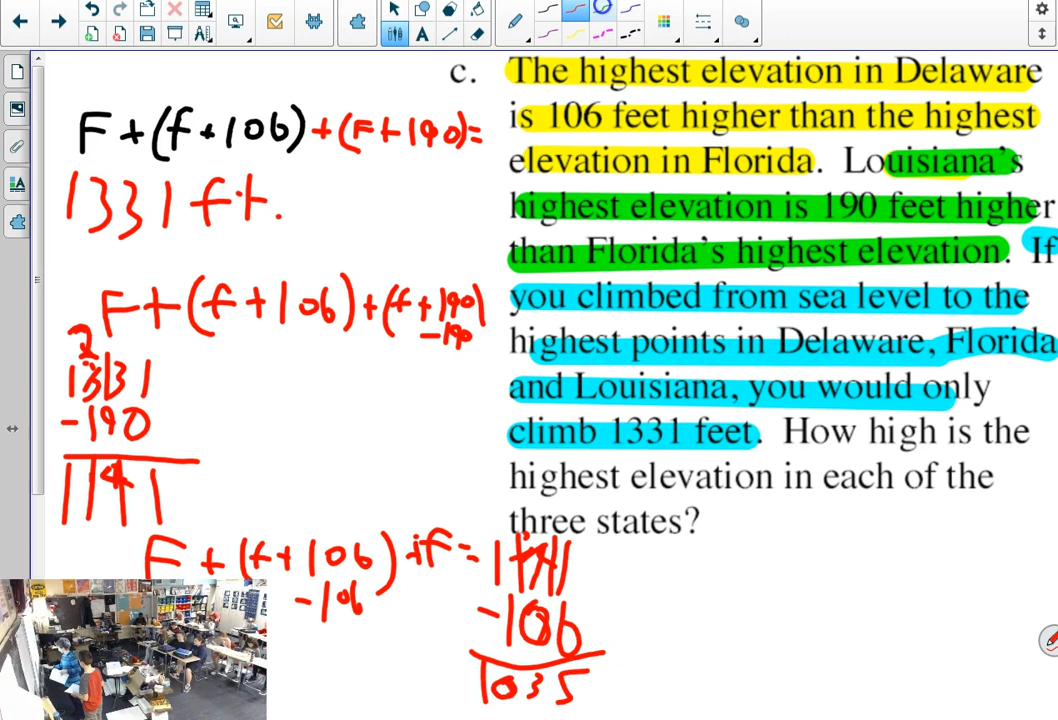 c. The highest elevation in Delaware
is 106 feet higher than the highest
elevation in Florida. Louisiana's
highest elevation is 190 feet higher
than Florida's highest elevation. If
you climbed from sea level to the
highest points in Delaware, Florida
and Louisiana, you would only
climb 1331 feet. How high is the
highest elevation in each of the
three states?
F+(f+106)+(F+190)=
1331 ft.
F+(f+106)+(f+190)
-190
2
1331
-190
1141
F+(f+106)+f=
-106
-106
1035